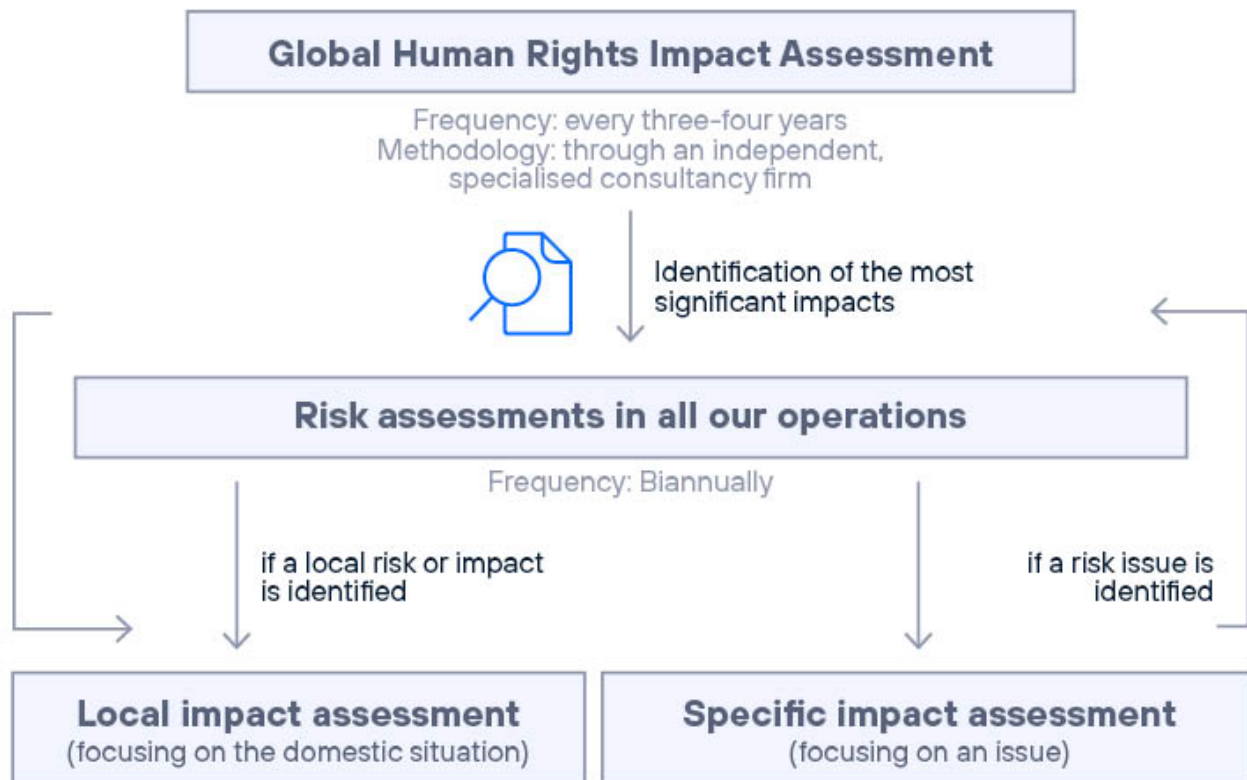 Global Human Rights Impact Assessment
Frequency: every three-four years
Methodology: through an independent,
specialised consultancy firm
Identification of the most
significant impacts
Risk assessments in all our operations
Frequency: Biannually
if a local risk or impact
is identified
if a risk issue is
identified
Local impact assessment
(focusing on the domestic situation)
Specific impact assessment
(focusing on an issue)